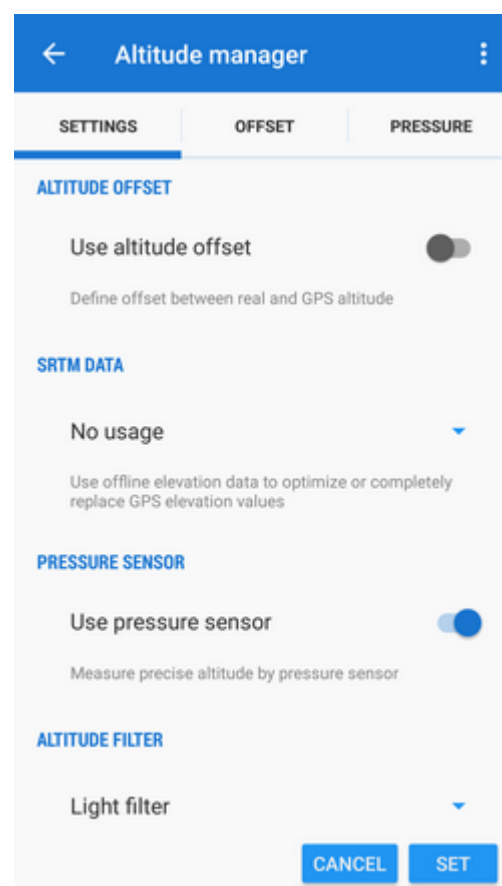 Altitude manager
SETTINGS OFFSET PRESSURE
ALTITUDE OFFSET
Use altitude offset
Define offset between real and GPS altitude
SRTM DATA
No usage
Use offline elevation data to optimize or completely
replace GPS elevation values
PRESSURE SENSOR
Use pressure sensor
Measure precise altitude by pressure sensor
ALTITUDE FILTER
Light filter
CANCEL SET